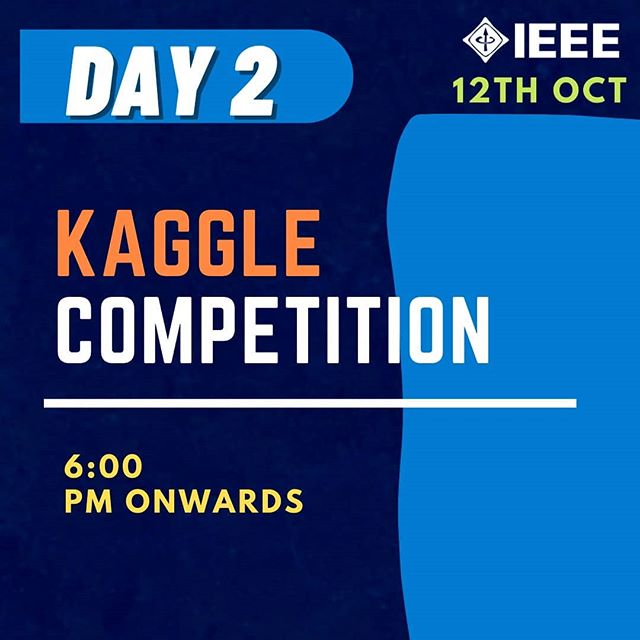 DAY 2
IEEE
12TH OCT
KAGGLE
COMPETITION
6:00
PM ONWARDS